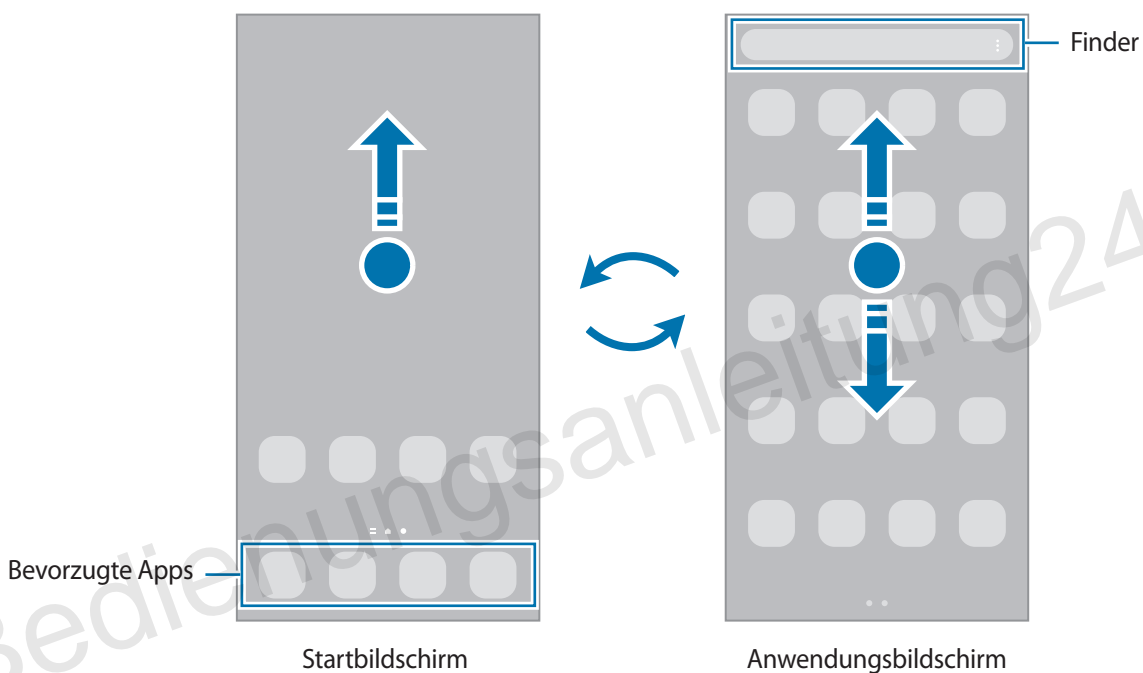 Finder
Bevorzugte Apps
Startbildschirm
Anwendungsbildschirm
Bedienungsanleitung24